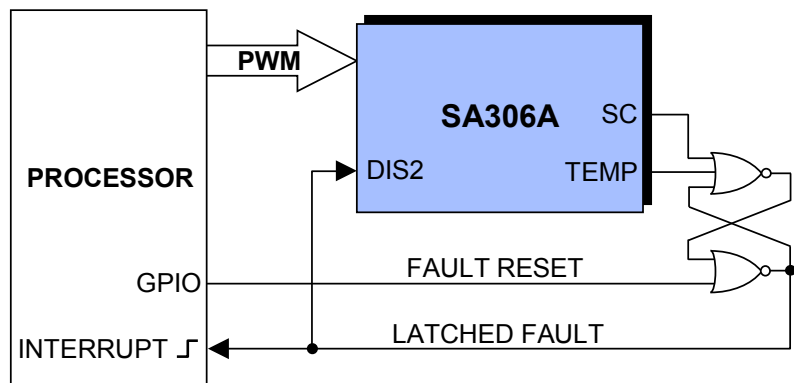 PWM
SA306A
SC
PROCESSOR
DIS2
TEMP
GPIO
FAULT RESET
INTERRUPT
LATCHED FAULT